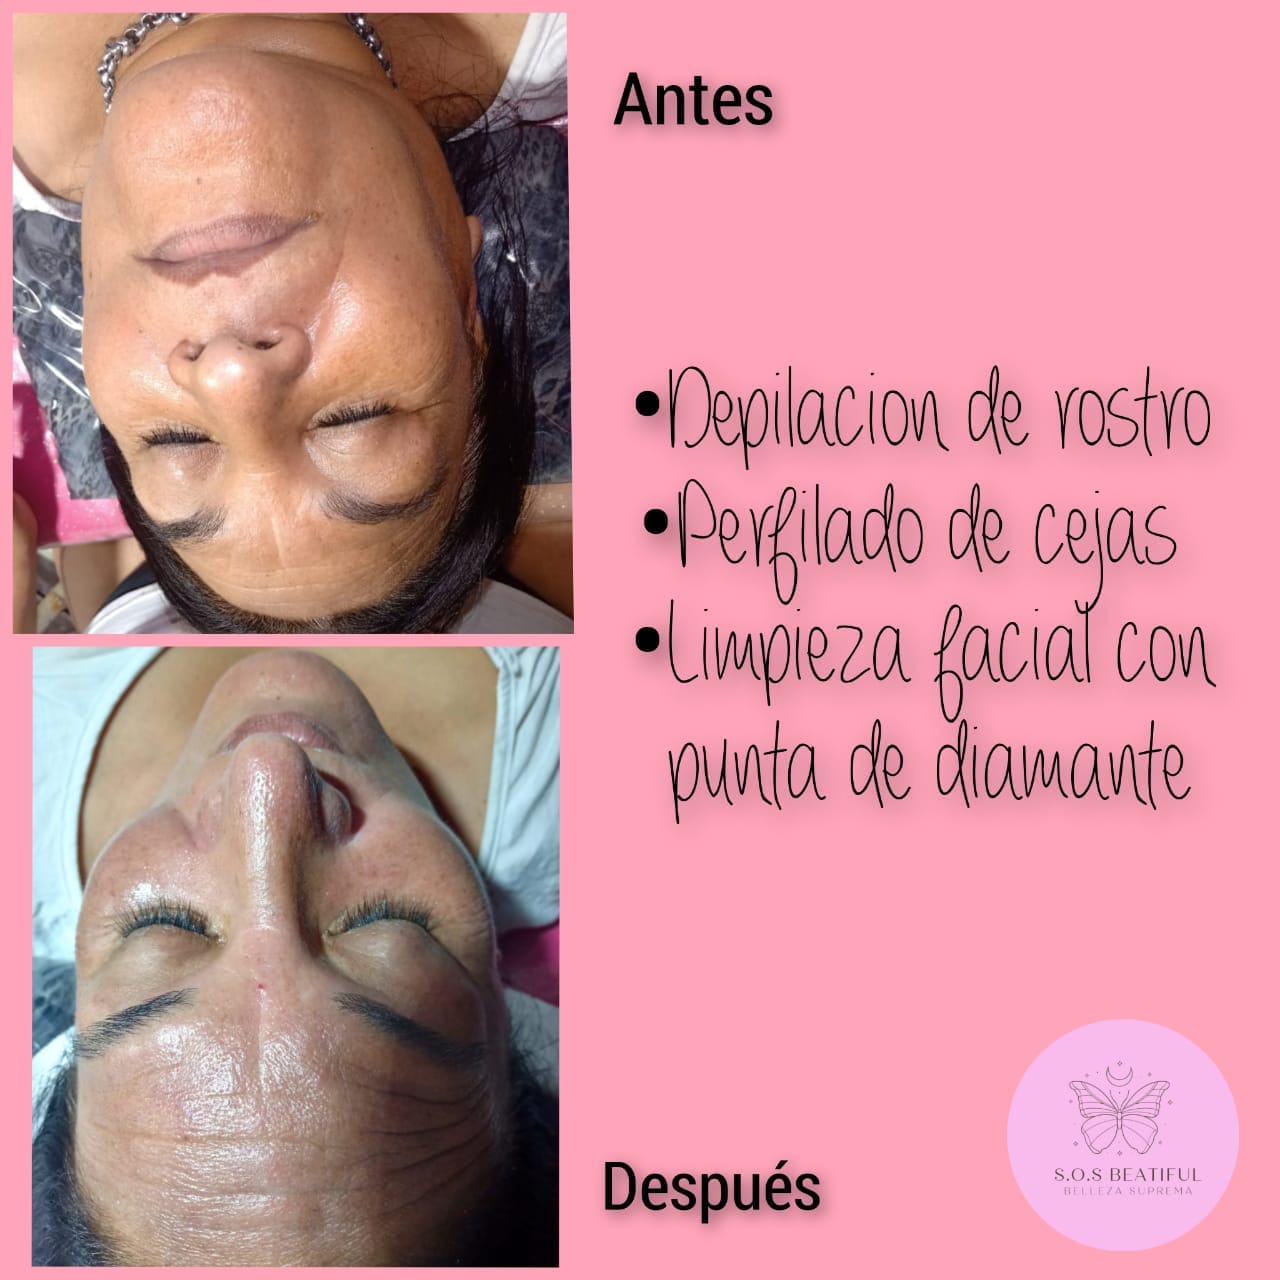 Antes
•Depilacion de rostro
•Perfilado de cejas
•Limpieza facial con
punta de diamante
Después
S.O.S BEATIFUL
BELLEZA SUPREMA